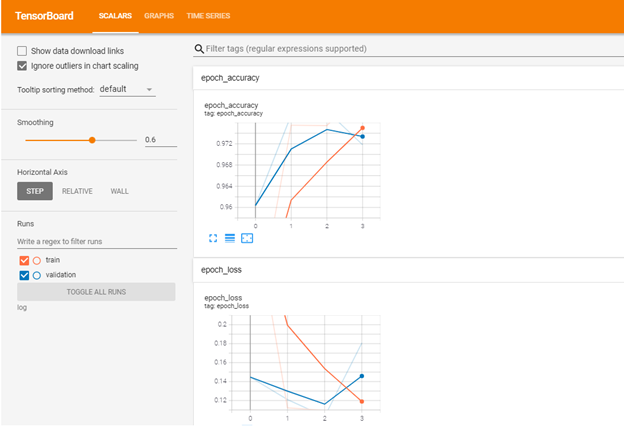 TensorBoard SCALARS GRAPHS TIME SERIES
Show data download links
Ignore outliers in chart scaling
Tooltip sorting method: default
Smoothing
0.6
Horizontal Axis
STEP RELATIVE WALL
Runs
Write a regex to filter runs
train
validation
TOGGLE ALL RUNS
log
Filter tags (regular expressions supported)
epoch_accuracy
epoch_accuracy
tag: epoch_accuracy
0.972
0.968
0.964
0.96
0 1 2 3
epoch_loss
epoch_loss
tag: epoch_loss
0.2
0.18
0.16
0.14
0.12
0 1 2 3